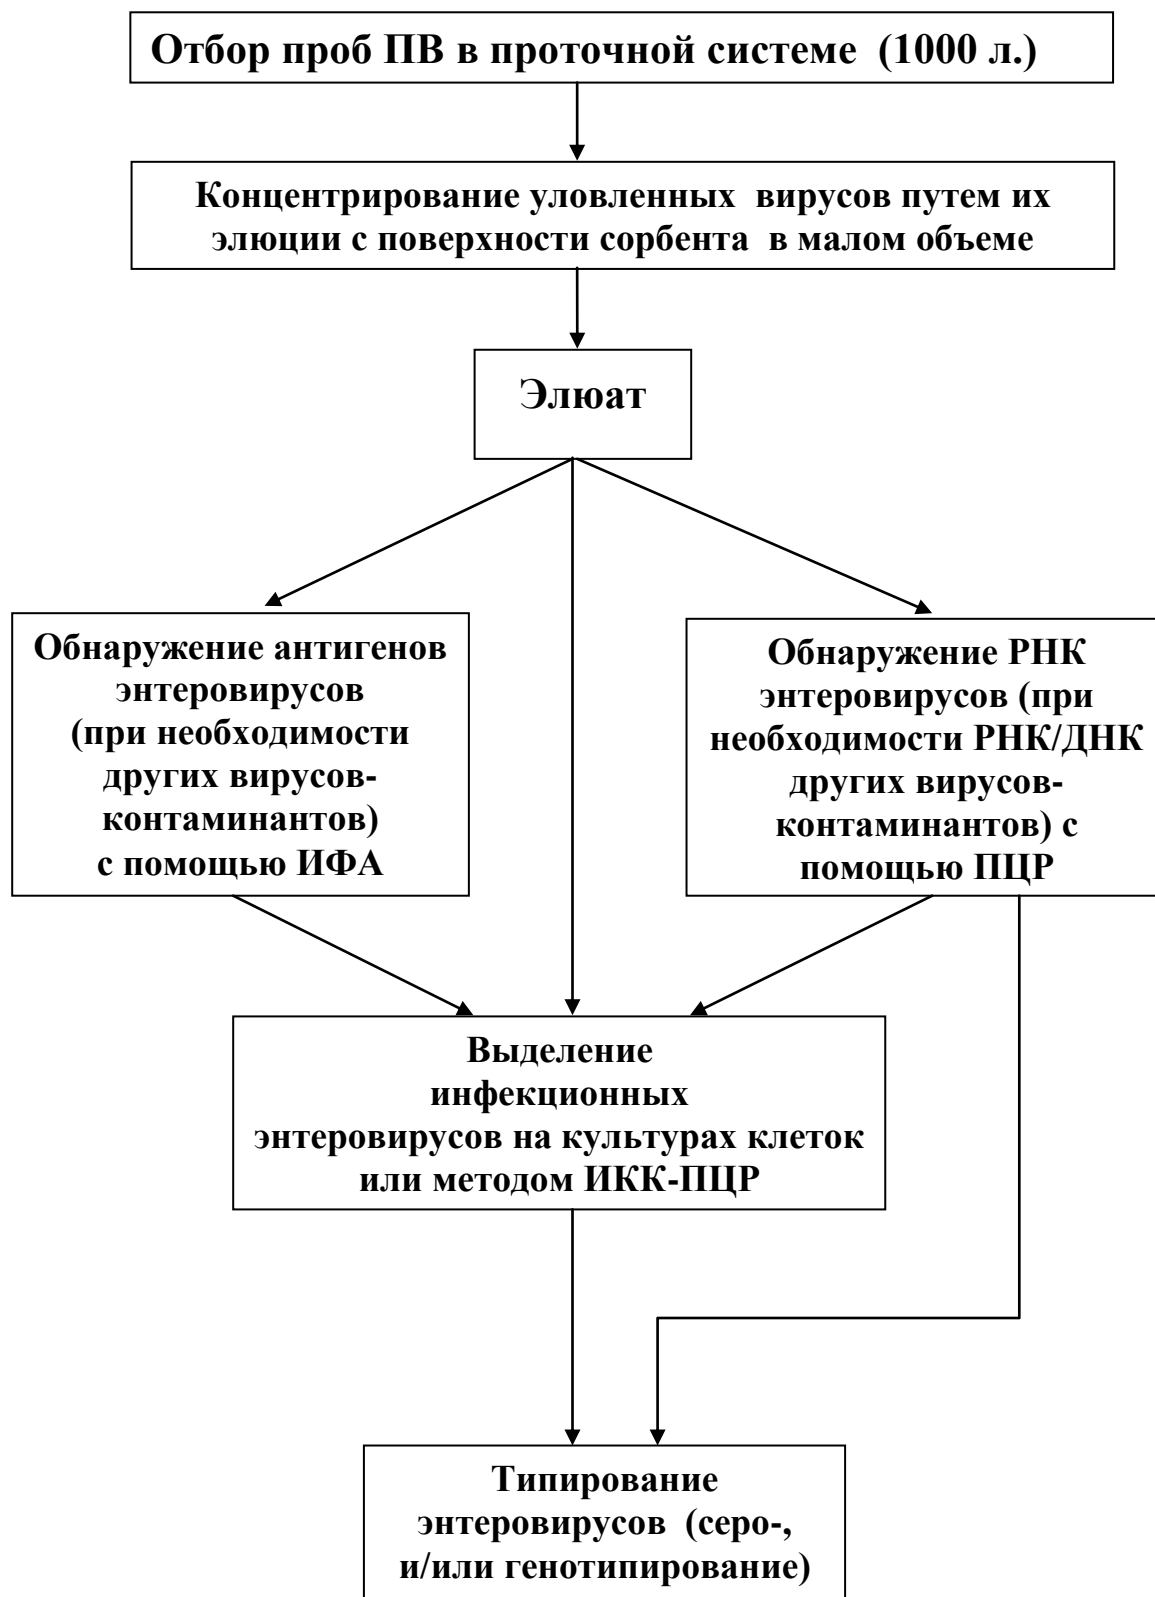 Отбор проб ПВ в проточной системе (1000 л.)
Концентрирование уловленных вирусов путем их
элюции с поверхности сорбента в малом объеме
Элюат
Обнаружение антигенов
энтеровирусов
(при необходимости
других вирусов-
контаминантов)
с помощью ИФА
Обнаружение РНК
энтеровирусов (при
необходимости РНК/ДНК
других вирусов-
контаминантов) с
помощью ПЦР
Выделение
инфекционных
энтеровирусов на культурах клеток
или методом ИКК-ПЦР
Типирование
энтеровирусов (серо-,
и/или генотипирование)